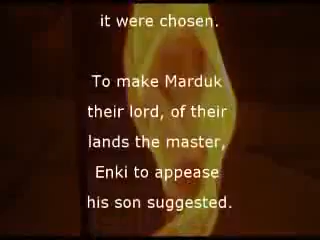 it were chosen.
To make Marduk
their lord, of their
lands the master,
Enki to appease
his son suggested.